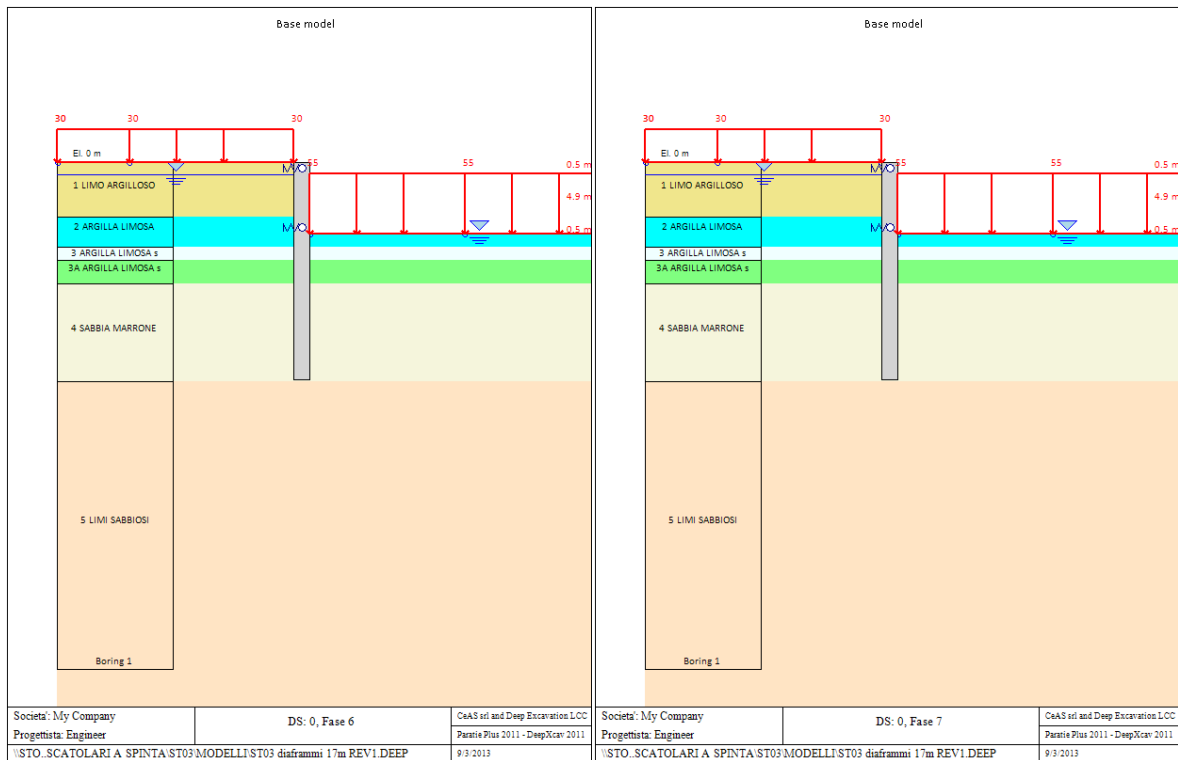 Base model
30
30
30
El. 0 m
55
55
0.5 m
1 LIMO ARGILLOSO
4.9 m
2 ARGILLA LIMOSA
0.5 m
3 ARGILLA LIMOSA s
3A ARGILLA LIMOSA s
4 SABBIA MARRONE
5 LIMI SABBIOSI
Boring 1
Societa': My Company
Progettista: Engineer
DS: 0, Fase 6
CeAS srl and Deep Excavation LCC
Paratie Plus 2011 - DeepXcav 2011
\\STO..SCATOLARI A SPINTA\ST03\MODELLI\ST03 diaframmi 17m REV1.DEEP
9/3/2013
Base model
30
30
30
El. 0 m
55
55
0.5 m
1 LIMO ARGILLOSO
4.9 m
2 ARGILLA LIMOSA
0.5 m
3 ARGILLA LIMOSA s
3A ARGILLA LIMOSA s
4 SABBIA MARRONE
5 LIMI SABBIOSI
Boring 1
Societa': My Company
Progettista: Engineer
DS: 0, Fase 7
CeAS srl and Deep Excavation LCC
Paratie Plus 2011 - DeepXcav 2011
\\STO..SCATOLARI A SPINTA\ST03\MODELLI\ST03 diaframmi 17m REV1.DEEP
9/3/2013